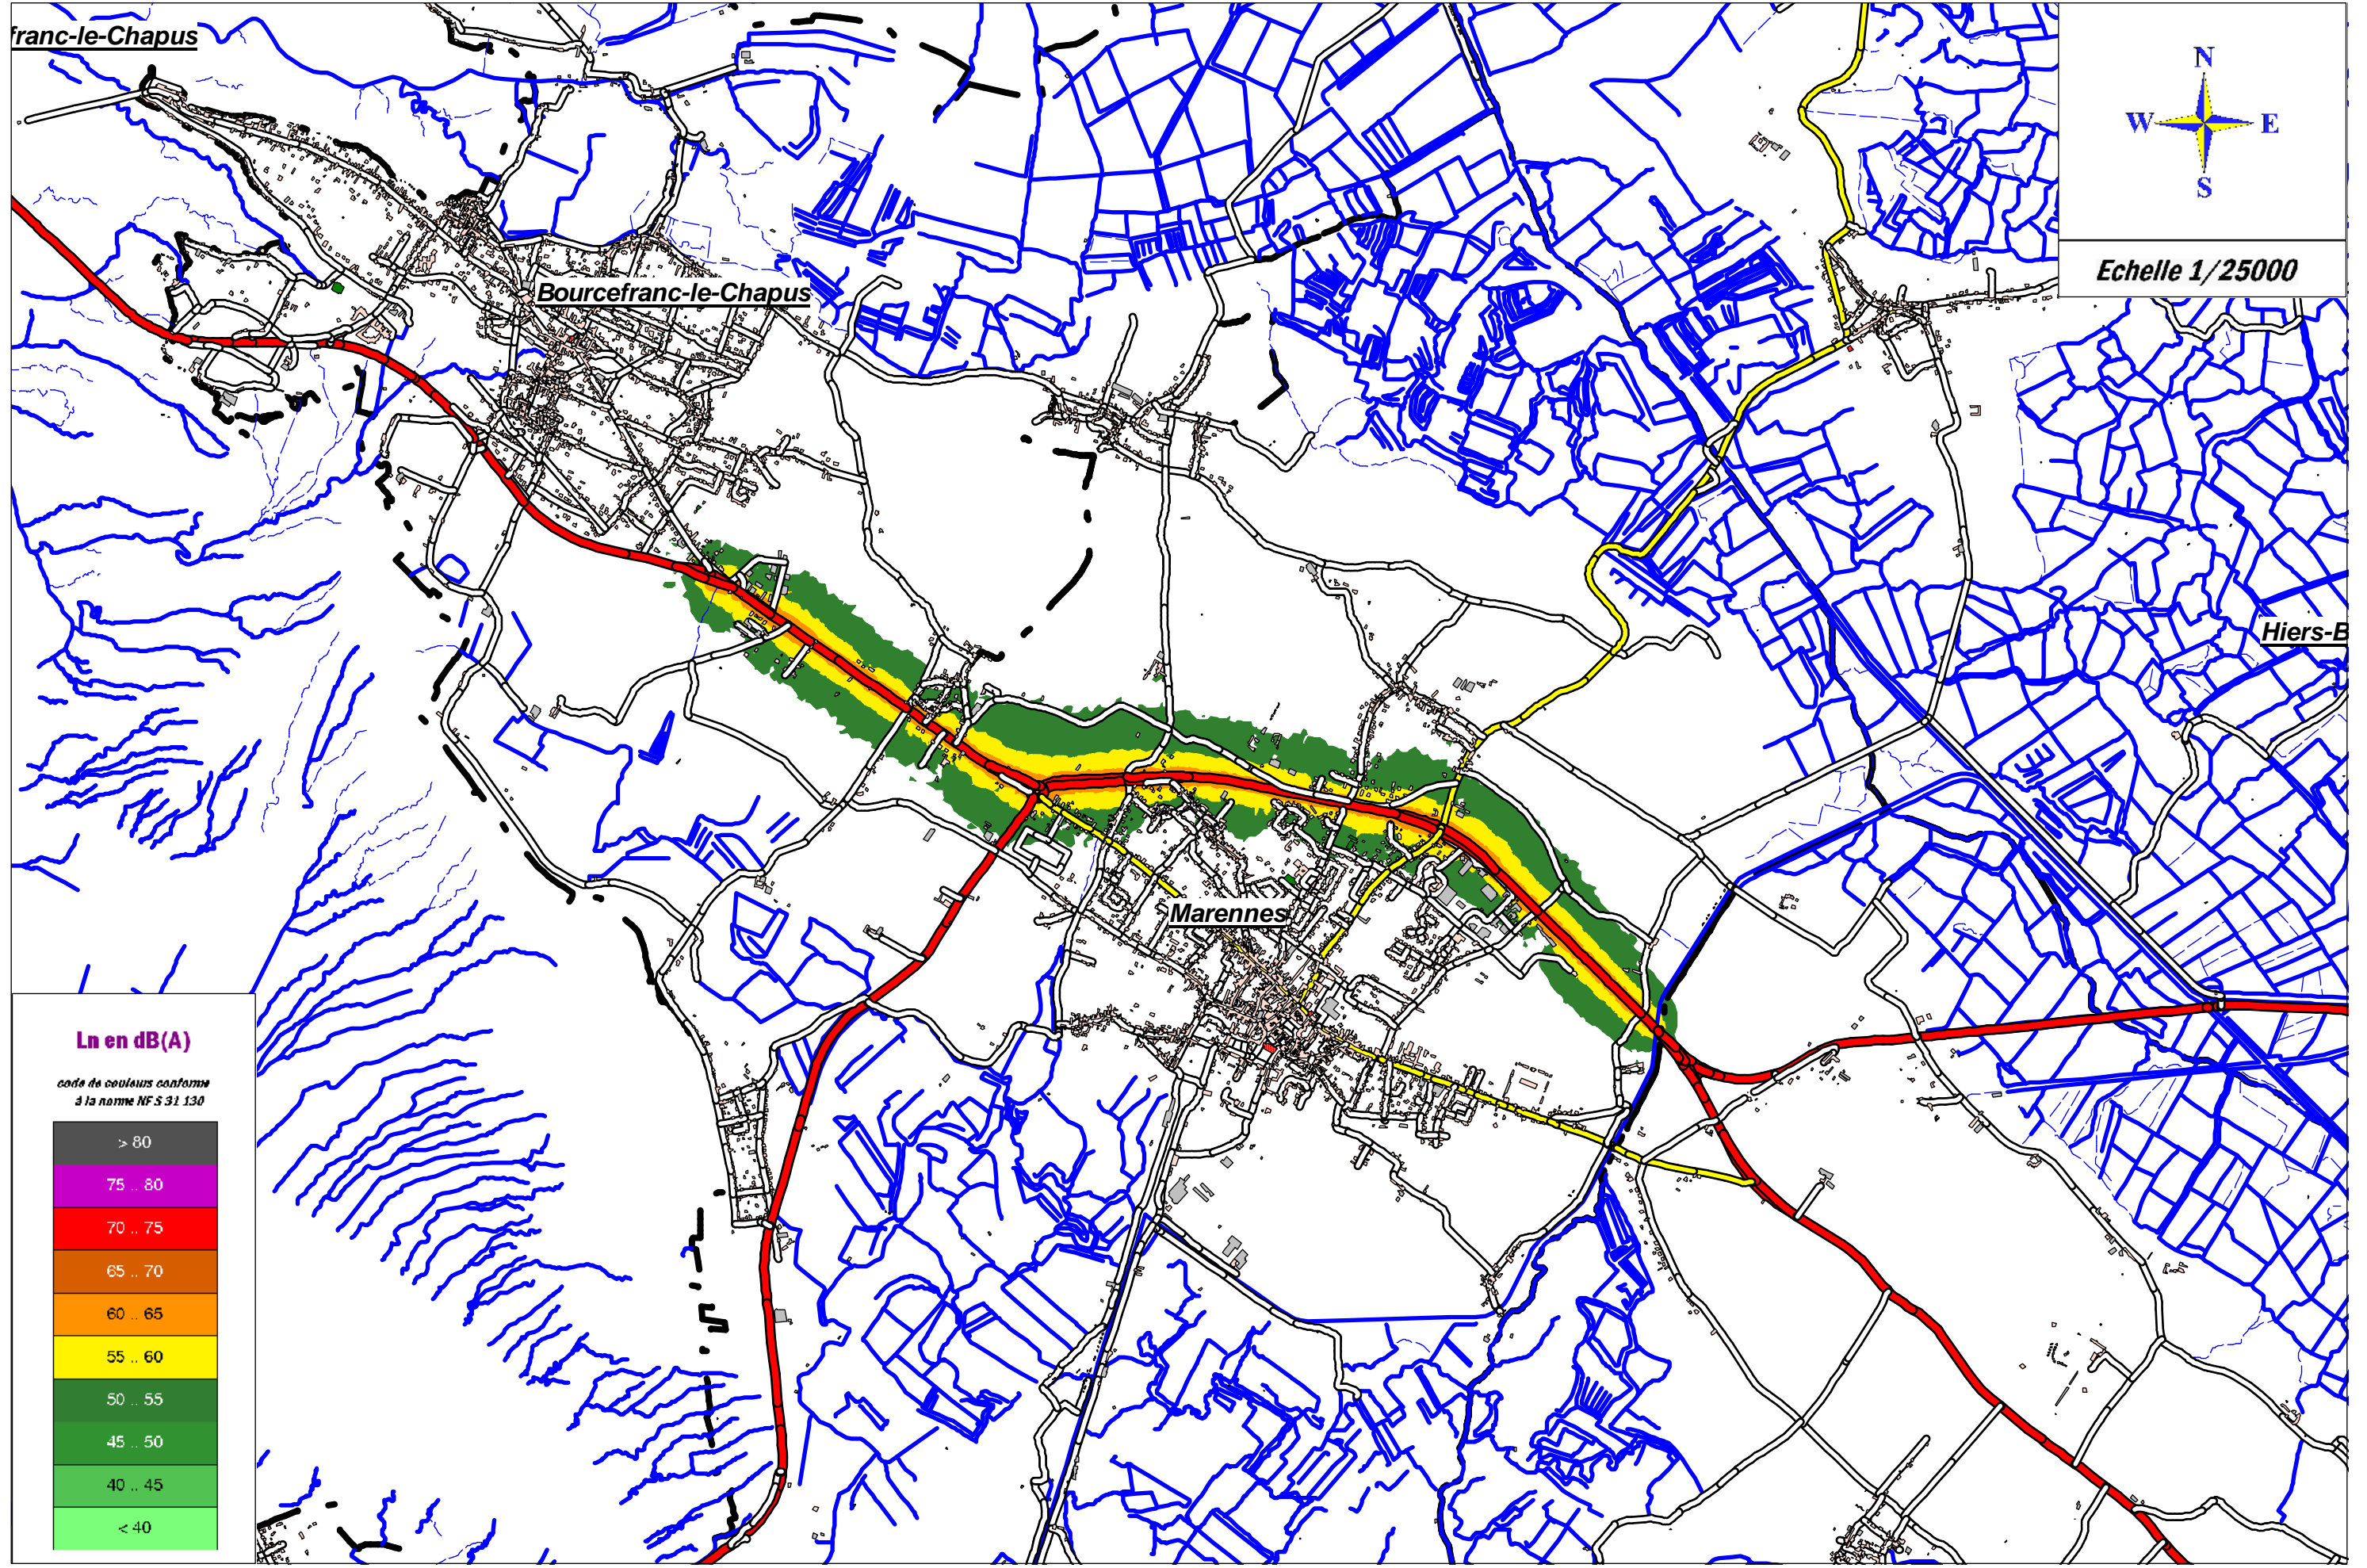 franc-le-Chapus
N
W E
S
Echelle 1/25000
Bourcefranc-le-Chapus
Hiers-B
Marennes
Ln en dB(A)
code de couleurs conforme
à la norme NF S 31 130
> 80
75 .. 80
70 .. 75
65 .. 70
60 .. 65
55 .. 60
50 .. 55
45 .. 50
40 .. 45
< 40